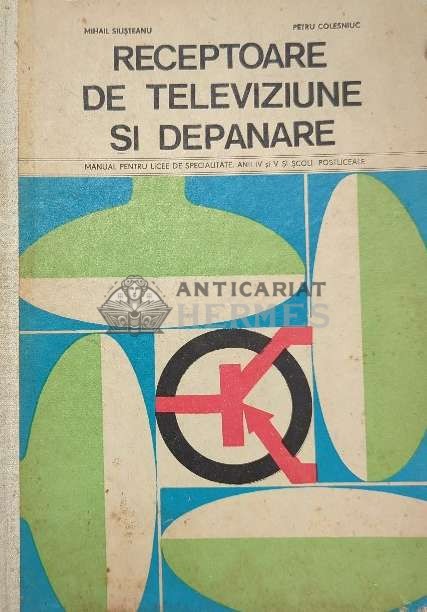 MIHAIL SIUȘTEANU PETRU COLESNIUC
RECEPTOARE
DE TELEVIZIUNE
SI DEPANARE
MANUAL PENTRU LICEE DE SPECIALITATE, ANII IV și V ȘI ȘCOLI POSTLICEALE
ANTICARIAT
HERMES